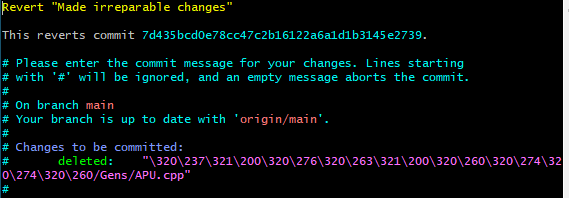 Revert "Made irreparable changes"
This reverts commit 7d435bcd0e78cc47c2b16122a6a1d1b3145e2739.
# Please enter the commit message for your changes. Lines starting
# with '#' will be ignored, and an empty message aborts the commit.
#
# On branch main
# Your branch is up to date with 'origin/main'.
#
# Changes to be committed:
#       deleted:    "\320\237\321\200\320\276\320\263\321\200\320\260\320\274\32
0\274\320\260/Gens/APU.cpp"
#